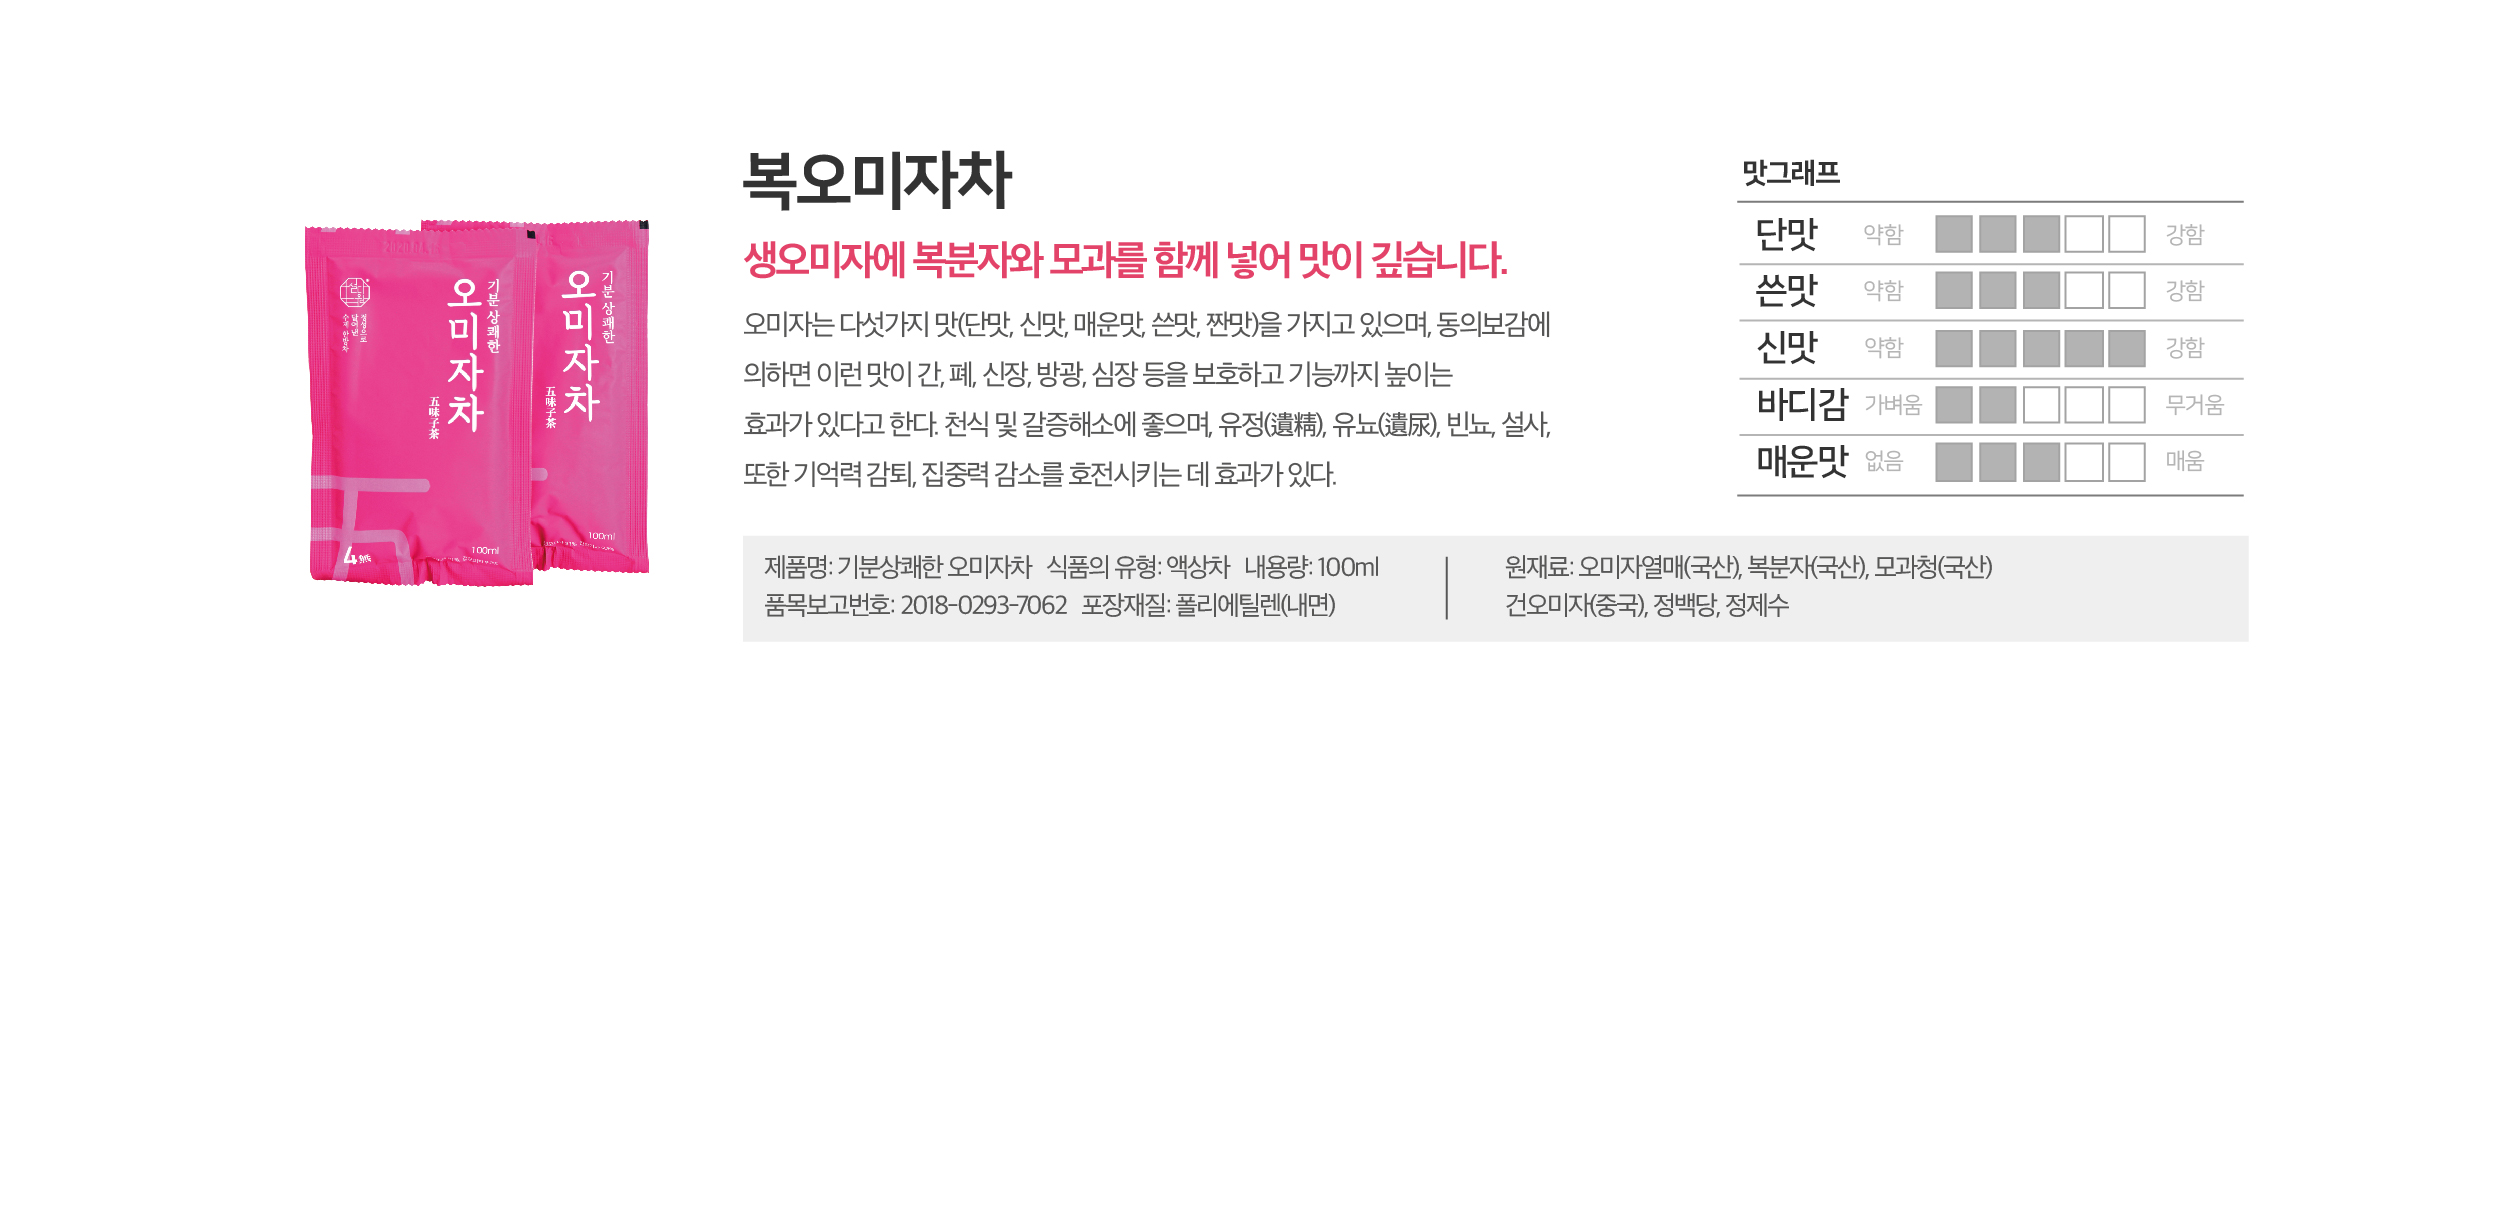 복오미자차
생오미자에 복분자와 모과를 함께 넣어 맛이 깊습니다.
오미자는 다섯가지 맛(단맛, 신맛, 매운맛, 쓴맛, 짠맛)을 가지고 있으며, 동의보감에
의하면 이런 맛이 간, 폐, 신장, 방광, 심장 등을 보호하고 기능까지 높이는
효과가 있다고 한다. 천식 및 갈증해소에 좋으며, 유정(遺精), 유뇨(遺尿), 빈뇨, 설사,
또한 기억력 감퇴, 집중력 감소를 호전시키는 데 효과가 있다.
맛그래프
단맛 약함 강함
쓴맛 약함 강함
신맛 약함 강함
바디감 가벼움 무거움
매운맛 없음 매움
제품명: 기분상쾌한 오미자차 식품의 유형: 액상차 내용량: 100ml
품목보고번호: 2018-0293-7062 포장재질: 폴리에틸렌(내면)
원재료: 오미자열매(국산), 복분자(국산), 모과청(국산)
건오미자(중국), 정백당, 정제수
기분 상쾌한
오미자차
五味子茶
정성으로
달여낸
수제 한방차
100ml
기분 상쾌한
오미자차
五味子茶
100ml